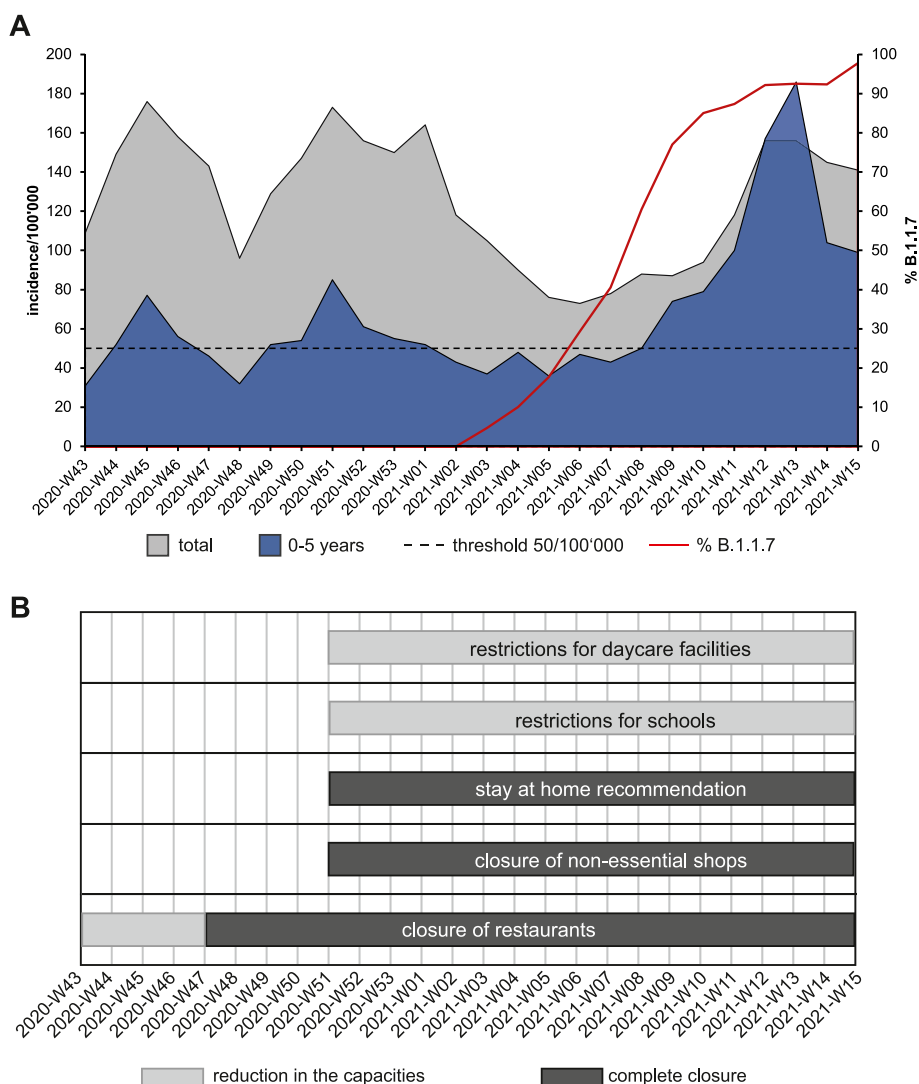 A
200
180
160
140
120
100
80
60
40
20
0
incidence/100'000
100
90
80
70
60
50
40
30
20
10
0
% B.1.1.7
2020-W43
2020-W44
2020-W45
2020-W46
2020-W47
2020-W48
2020-W49
2020-W50
2020-W51
2020-W52
2020-W53
2021-W01
2021-W02
2021-W03
2021-W04
2021-W05
2021-W06
2021-W07
2021-W08
2021-W09
2021-W10
2021-W11
2021-W12
2021-W13
2021-W14
2021-W15
total 0-5 years threshold 50/100‘000 % B.1.1.7
B
restrictions for daycare facilities
restrictions for schools
stay at home recommendation
closure of non-essential shops
closure of restaurants
2020-W43
2020-W44
2020-W45
2020-W46
2020-W47
2020-W48
2020-W49
2020-W50
2020-W51
2020-W52
2020-W53
2021-W01
2021-W02
2021-W03
2021-W04
2021-W05
2021-W06
2021-W07
2021-W08
2021-W09
2021-W10
2021-W11
2021-W12
2021-W13
2021-W14
2021-W15
reduction in the capacities complete closure